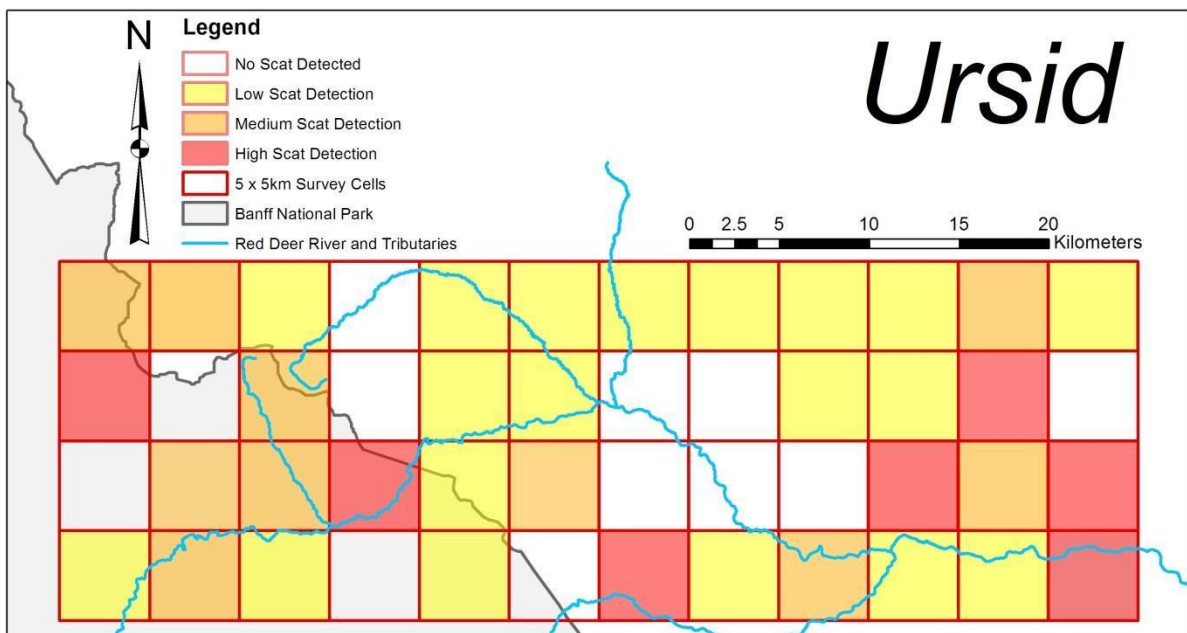 N
Legend
No Scat Detected
Low Scat Detection
Medium Scat Detection
High Scat Detection
5 x 5km Survey Cells
Banff National Park
Red Deer River and Tributaries
Ursid
0 2.5 5 10 15 20
Kilometers